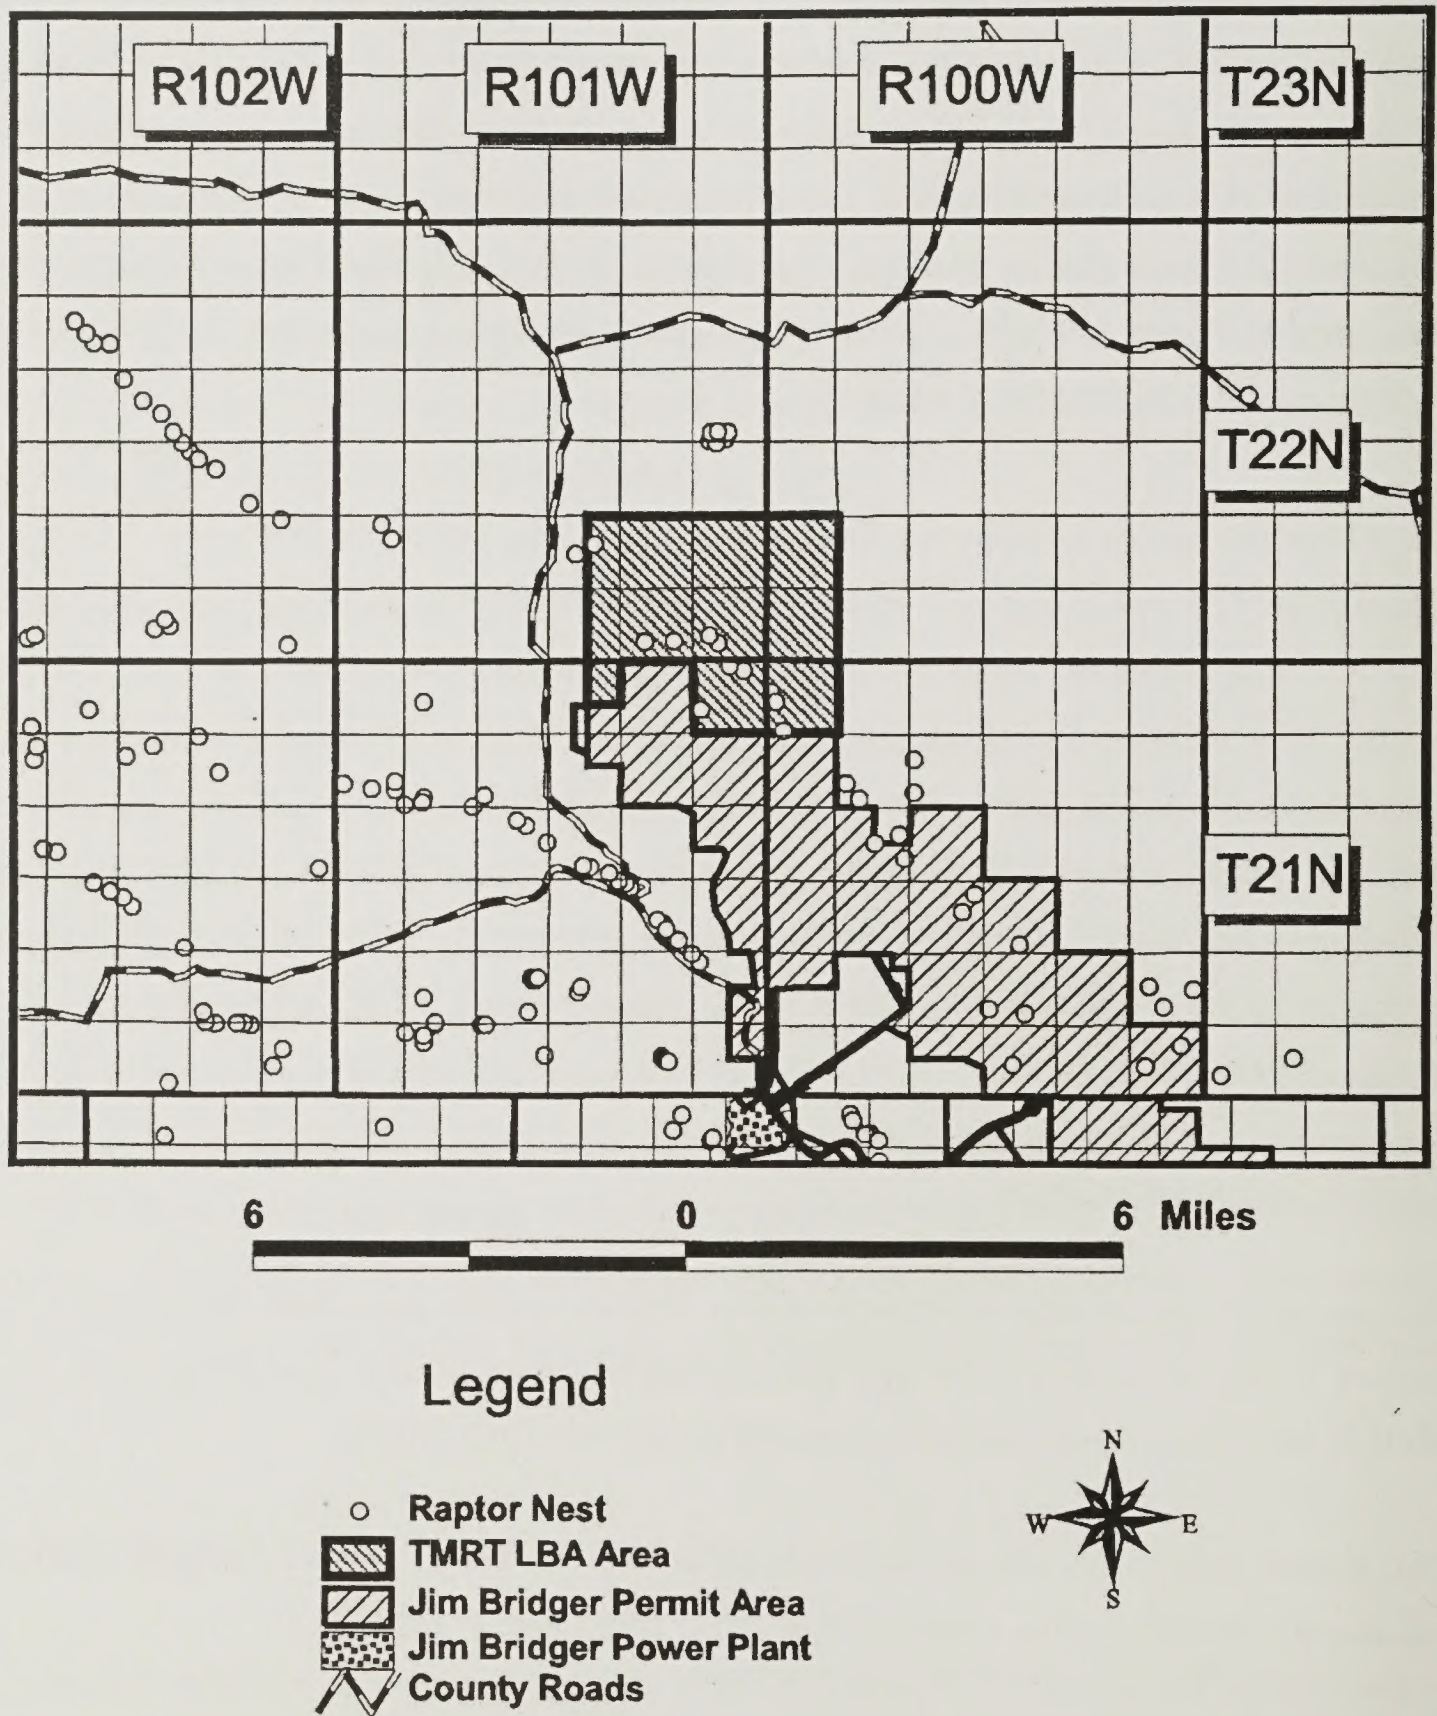 R102W R101W R100W T23N
T22N
T21N
6 0 6 Miles
Legend
N
Raptor Nest
W E
TMRT LBA Area
Jim Bridger Permit Area
S
Jim Bridger Power Plant
County Roads